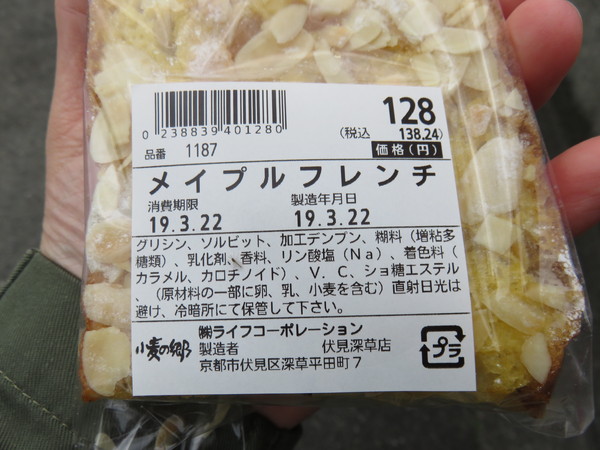 128
0 238839 401280
(税込 138.24)
品番 1187
価格(円)
メイプルフレンチ
消費期限 製造年月日
19.3.22 19.3.22
グリシン、ソルビット、加工デンプン、糊料(増粘多
糖類)、乳化剤、香料、リン酸塩(Na)、着色料(
カラメル、カロチノイド)、V.C、ショ糖エステル
、(原材料の一部に卵、乳、小麦を含む)直射日光は
避け、冷暗所にて保管して下さい。
小麦の郷
㈱ライフコーポレーション
製造者 伏見深草店
京都市伏見区深草平田町7
プラ